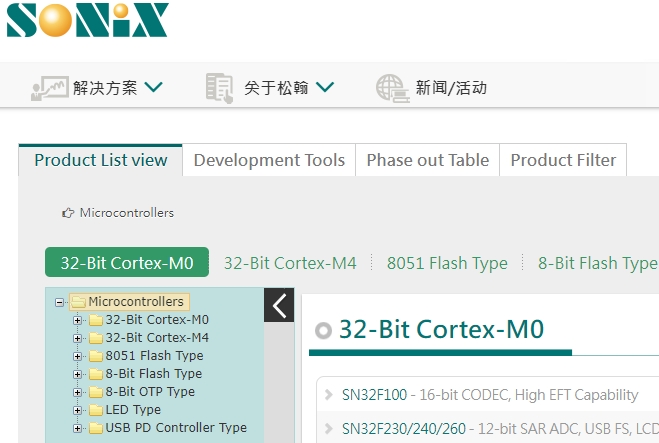 SONiX
解决方案 关于松翰 新闻/活动
Product List view Development Tools Phase out Table Product Filter
Microcontrollers
32-Bit Cortex-M0 32-Bit Cortex-M4 8051 Flash Type 8-Bit Flash Type
Microcontrollers
32-Bit Cortex-M0
32-Bit Cortex-M4
8051 Flash Type
8-Bit Flash Type
8-Bit OTP Type
LED Type
USB PD Controller Type
32-Bit Cortex-M0
SN32F100 - 16-bit CODEC, High EFT Capability
SN32F230/240/260 - 12-bit SAR ADC, USB FS, LCD